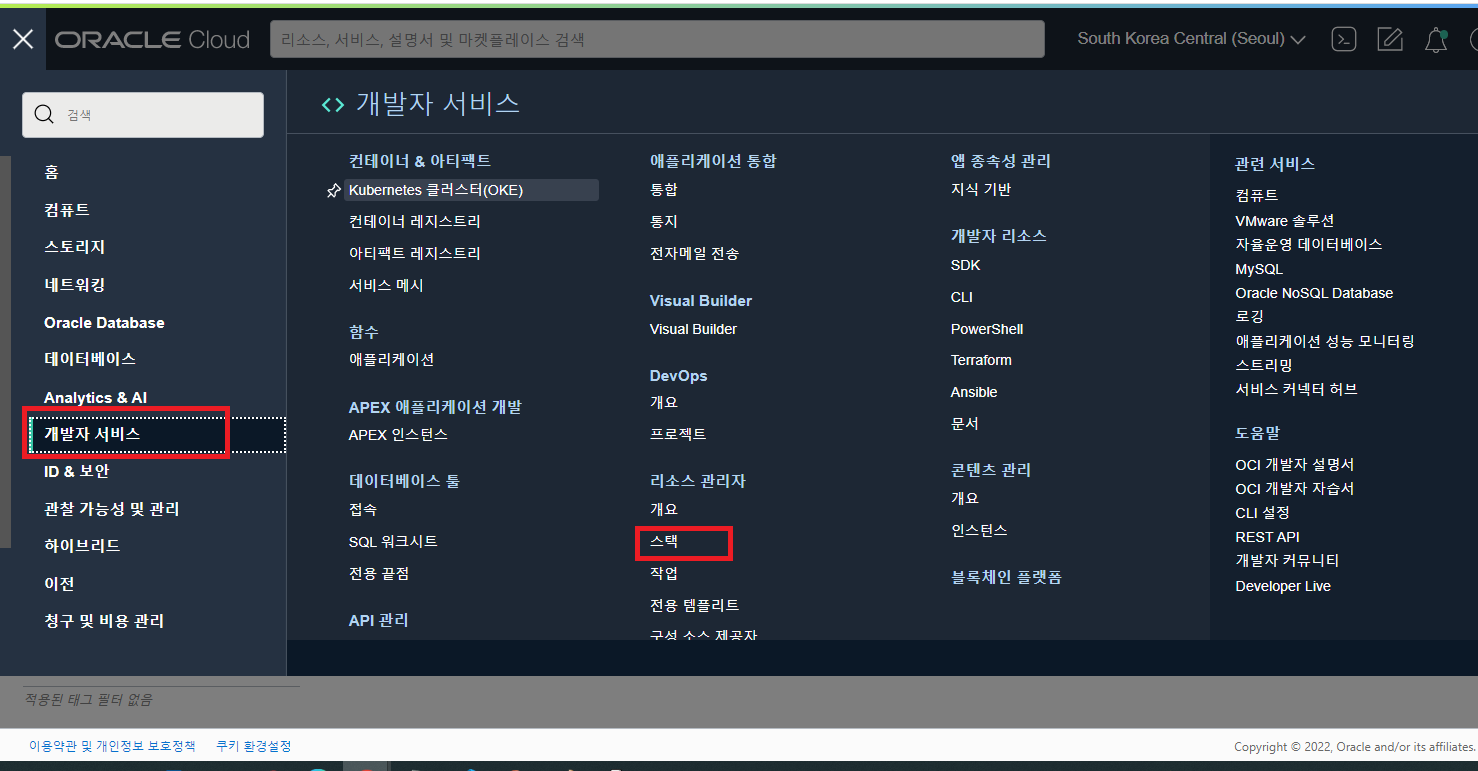 ORACLE Cloud
리소스, 서비스, 설명서 및 마켓플레이스 검색
South Korea Central (Seoul)
검색
홈
컴퓨트
스토리지
네트워킹
Oracle Database
데이터베이스
Analytics & AI
개발자 서비스
ID & 보안
관찰 가능성 및 관리
하이브리드
이전
청구 및 비용 관리
개발자 서비스
컨테이너 & 아티팩트
Kubernetes 클러스터(OKE)
컨테이너 레지스트리
아티팩트 레지스트리
서비스 메시
함수
애플리케이션
APEX 애플리케이션 개발
APEX 인스턴스
데이터베이스 툴
접속
SQL 워크시트
전용 끝점
API 관리
애플리케이션 통합
통합
통지
전자메일 전송
Visual Builder
Visual Builder
DevOps
개요
프로젝트
리소스 관리자
개요
스택
작업
전용 템플리트
구성 소스 제공자
앱 종속성 관리
지식 기반
개발자 리소스
SDK
CLI
PowerShell
Terraform
Ansible
문서
콘텐츠 관리
개요
인스턴스
블록체인 플랫폼
관련 서비스
컴퓨트
VMware 솔루션
자율운영 데이터베이스
MySQL
Oracle NoSQL Database
로깅
애플리케이션 성능 모니터링
스트리밍
서비스 커넥터 허브
도움말
OCI 개발자 설명서
OCI 개발자 자습서
CLI 설정
REST API
개발자 커뮤니티
Developer Live
적용된 태그 필터 없음
이용약관 및 개인정보 보호정책 쿠키 환경설정
Copyright © 2022, Oracle and/or its affiliates.